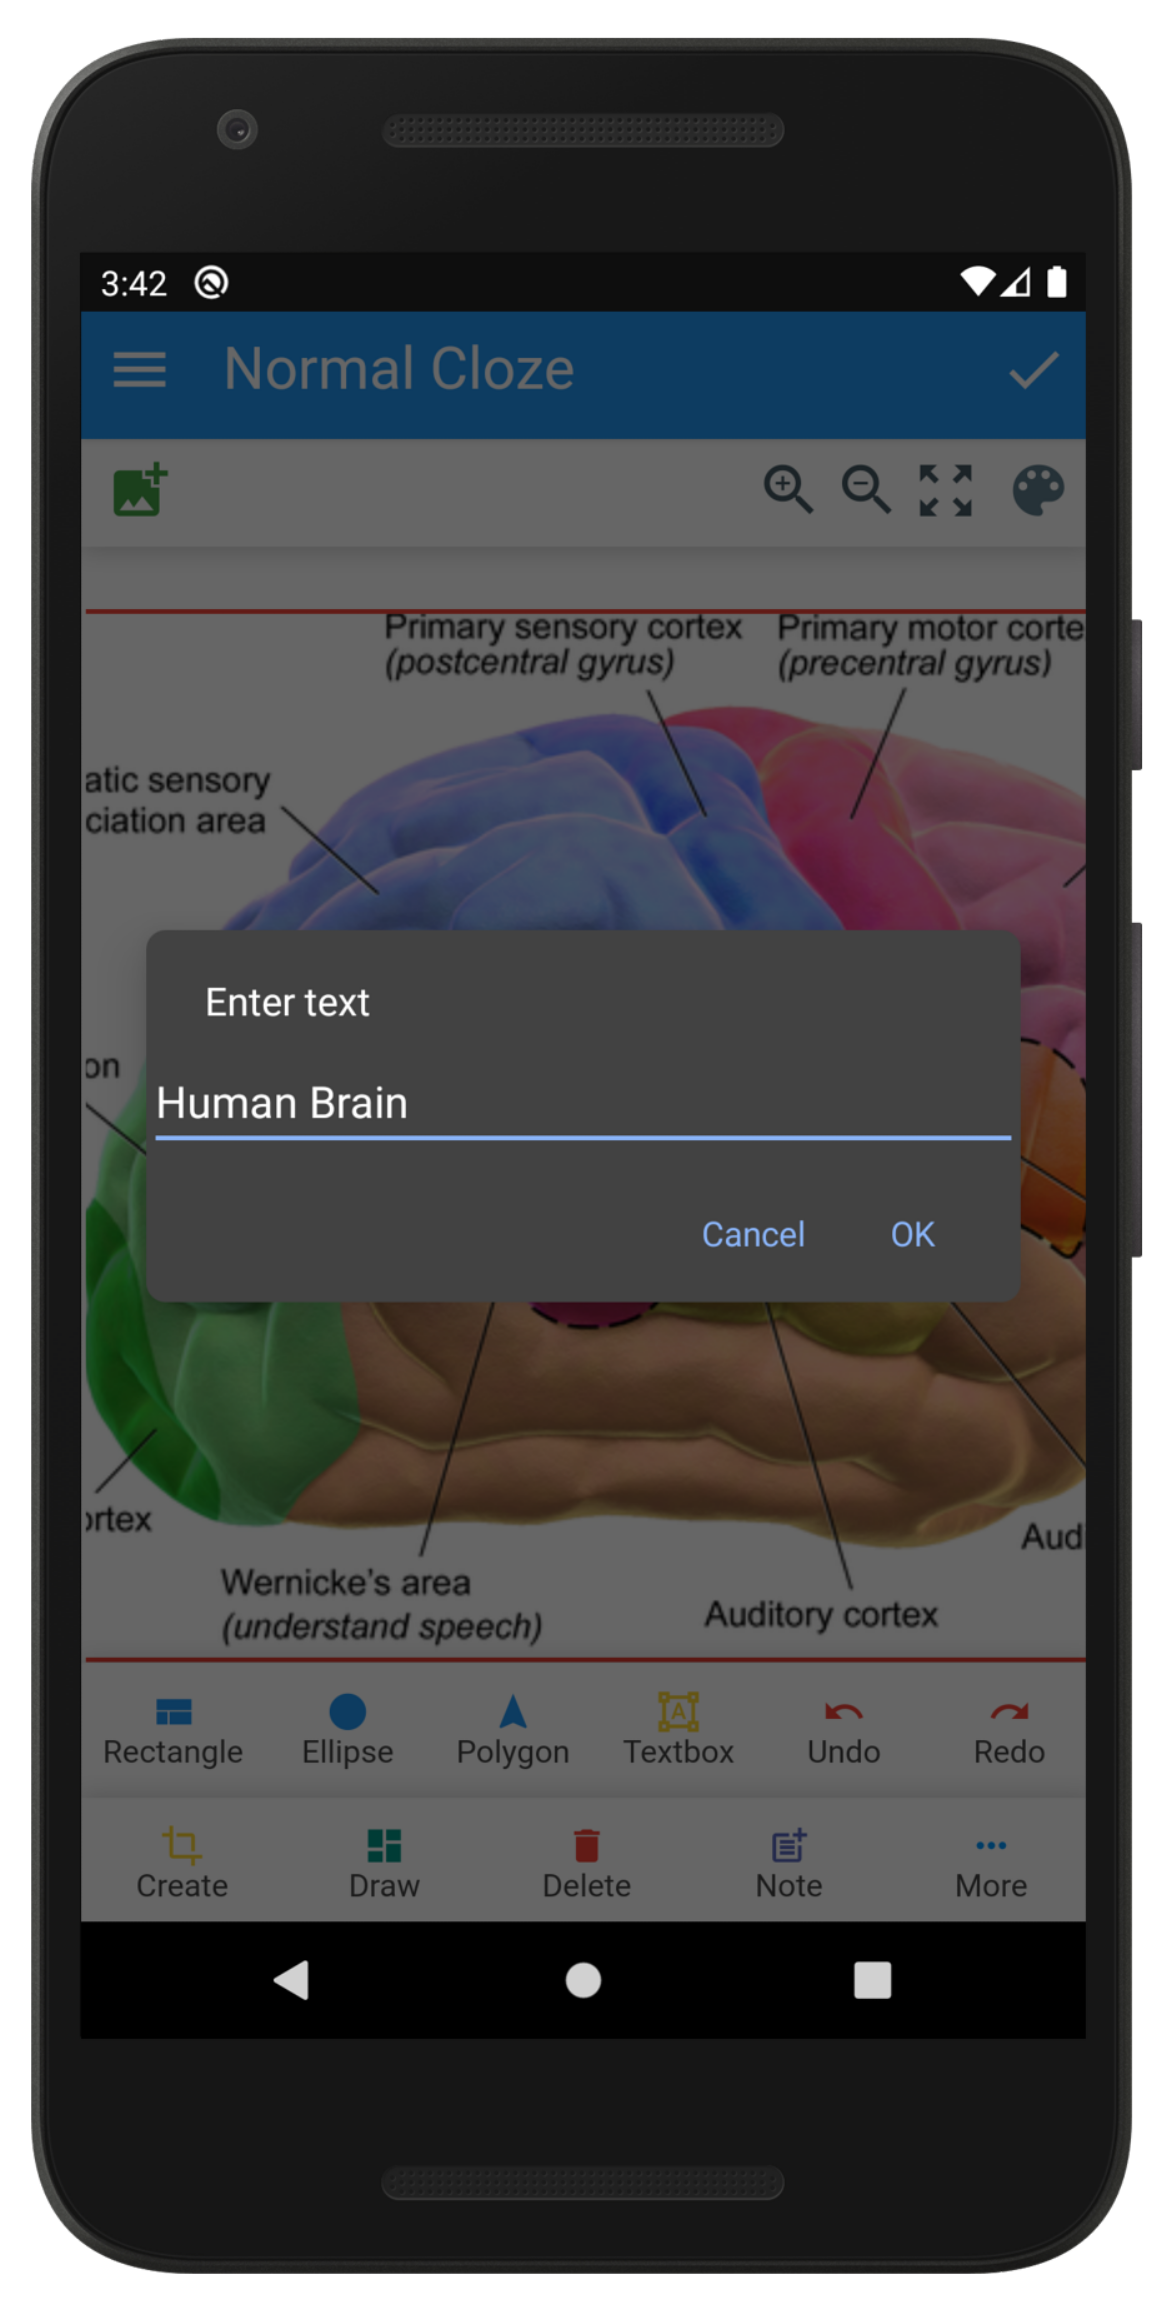 3:42
Normal Cloze
Primary sensory cortex
(postcentral gyrus)
Primary motor corte
(precentral gyrus)
atic sensory
ciation area
on
Enter text
Human Brain
Cancel OK
ortex
Aud
Wernicke's area
(understand speech)
Auditory cortex
Rectangle Ellipse Polygon Textbox Undo Redo
Create Draw Delete Note More